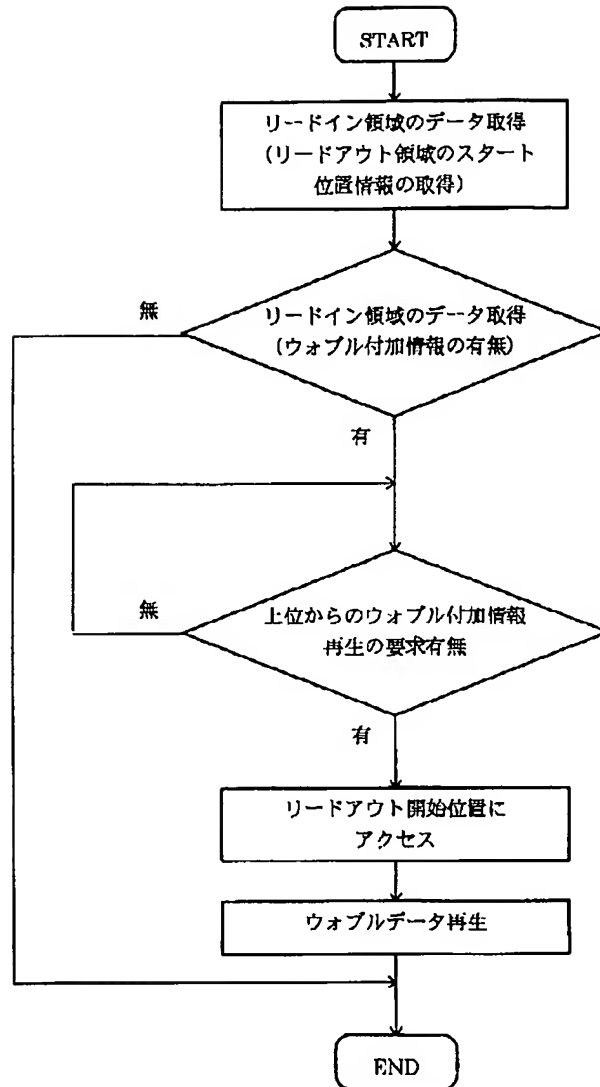 START
リードイン領域のデータ取得
(リードアウト領域のスタート
位置情報の取得)
無
リードイン領域のデータ取得
(ウォブル付加情報の有無)
有
無
上位からのウォブル付加情報
再生の要求有無
有
リードアウト開始位置に
アクセス
ウォブルデータ再生
END